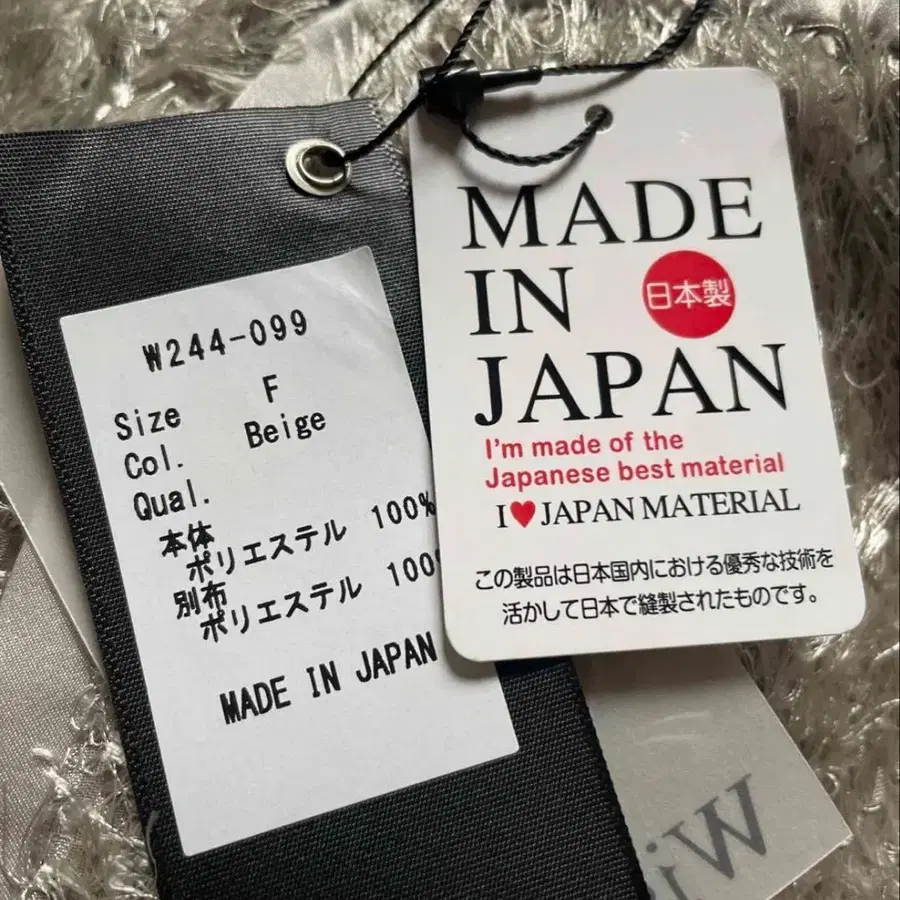 W244-099
Size F
Col. Beige
Qual.
本体
ポリエステル 100%
別布
ポリエステル 100%
MADE IN JAPAN
MADE
IN
日本製
JAPAN
I'm made of the
Japanese best material
I♥JAPAN MATERIAL
この製品は日本国内における優秀な技術を
活かして日本で縫製されたものです。